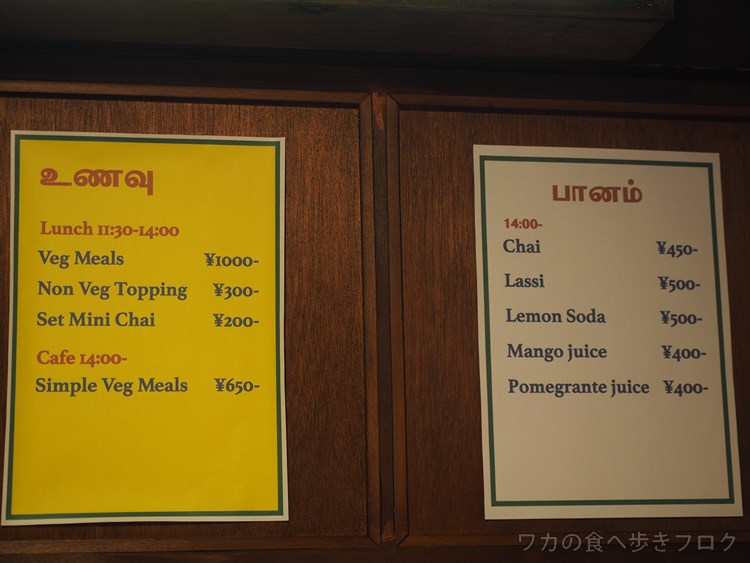 உணவு
Lunch 11:30-14:00
Veg Meals ¥1000-
Non Veg Topping ¥300-
Set Mini Chai ¥200-
Cafe 14:00-
Simple Veg Meals ¥650-
பானம்
14:00-
Chai ¥450-
Lassi ¥500-
Lemon Soda ¥500-
Mango juice ¥400-
Pomegrante juice ¥400-
ワカの食べ歩きブログ